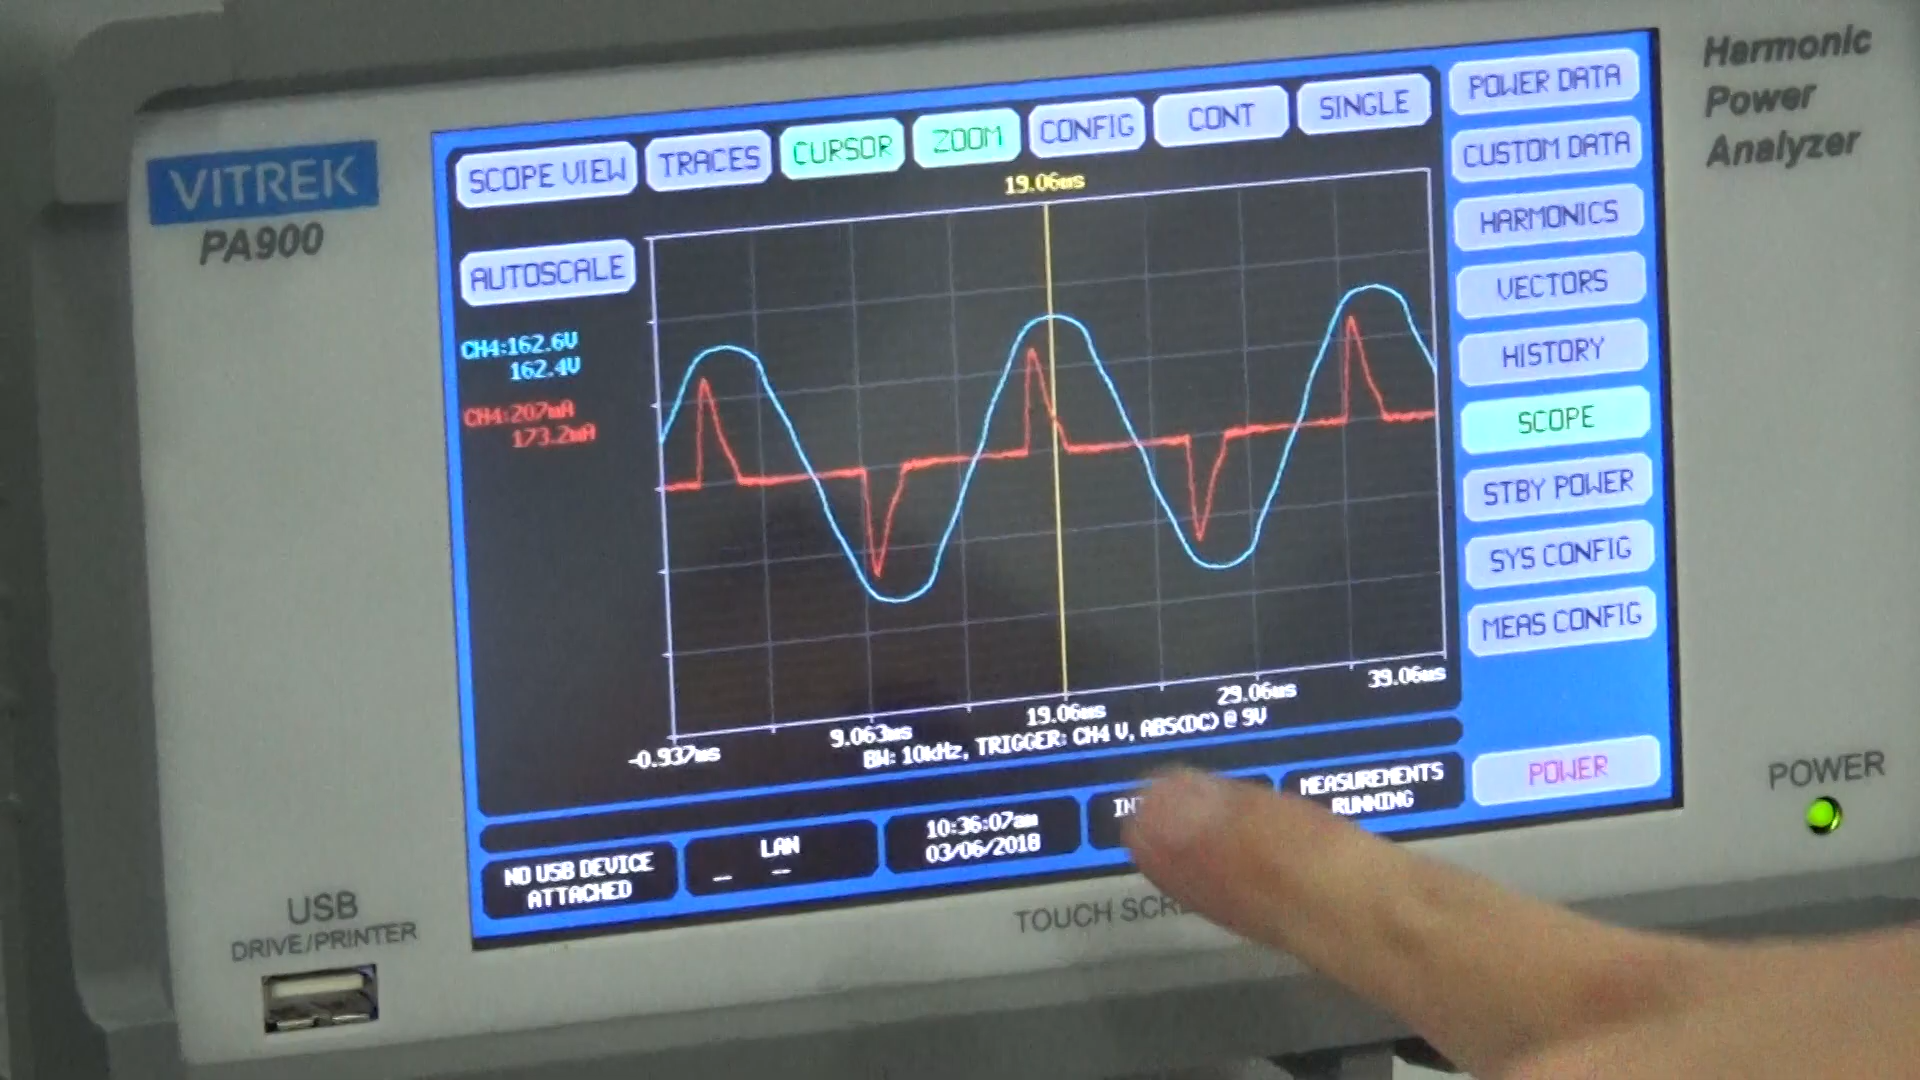 Harmonic
Power
Analyzer
VITREK
PA900
SCOPE VIEW
TRACES
CURSOR
ZOOM
CONFIG
CONT
SINGLE
POWER DATA
CUSTOM DATA
HARMONICS
VECTORS
HISTORY
SCOPE
STBY POWER
SYS CONFIG
MEAS CONFIG
POWER
19.06ms
AUTOSCALE
CH4:162.6V
162.4V
CH4:207mA
173.2mA
-0.937ms
9.063ms
19.06ms
29.06ms
39.06ms
BW: 10kHz, TRIGGER: CH4 V, ABS(DC) @ 9V
NO USB DEVICE
ATTACHED
LAN
-- --
10:36:07am
03/06/2018
MEASUREMENTS
RUNNING
POWER
USB
DRIVE/PRINTER
TOUCH